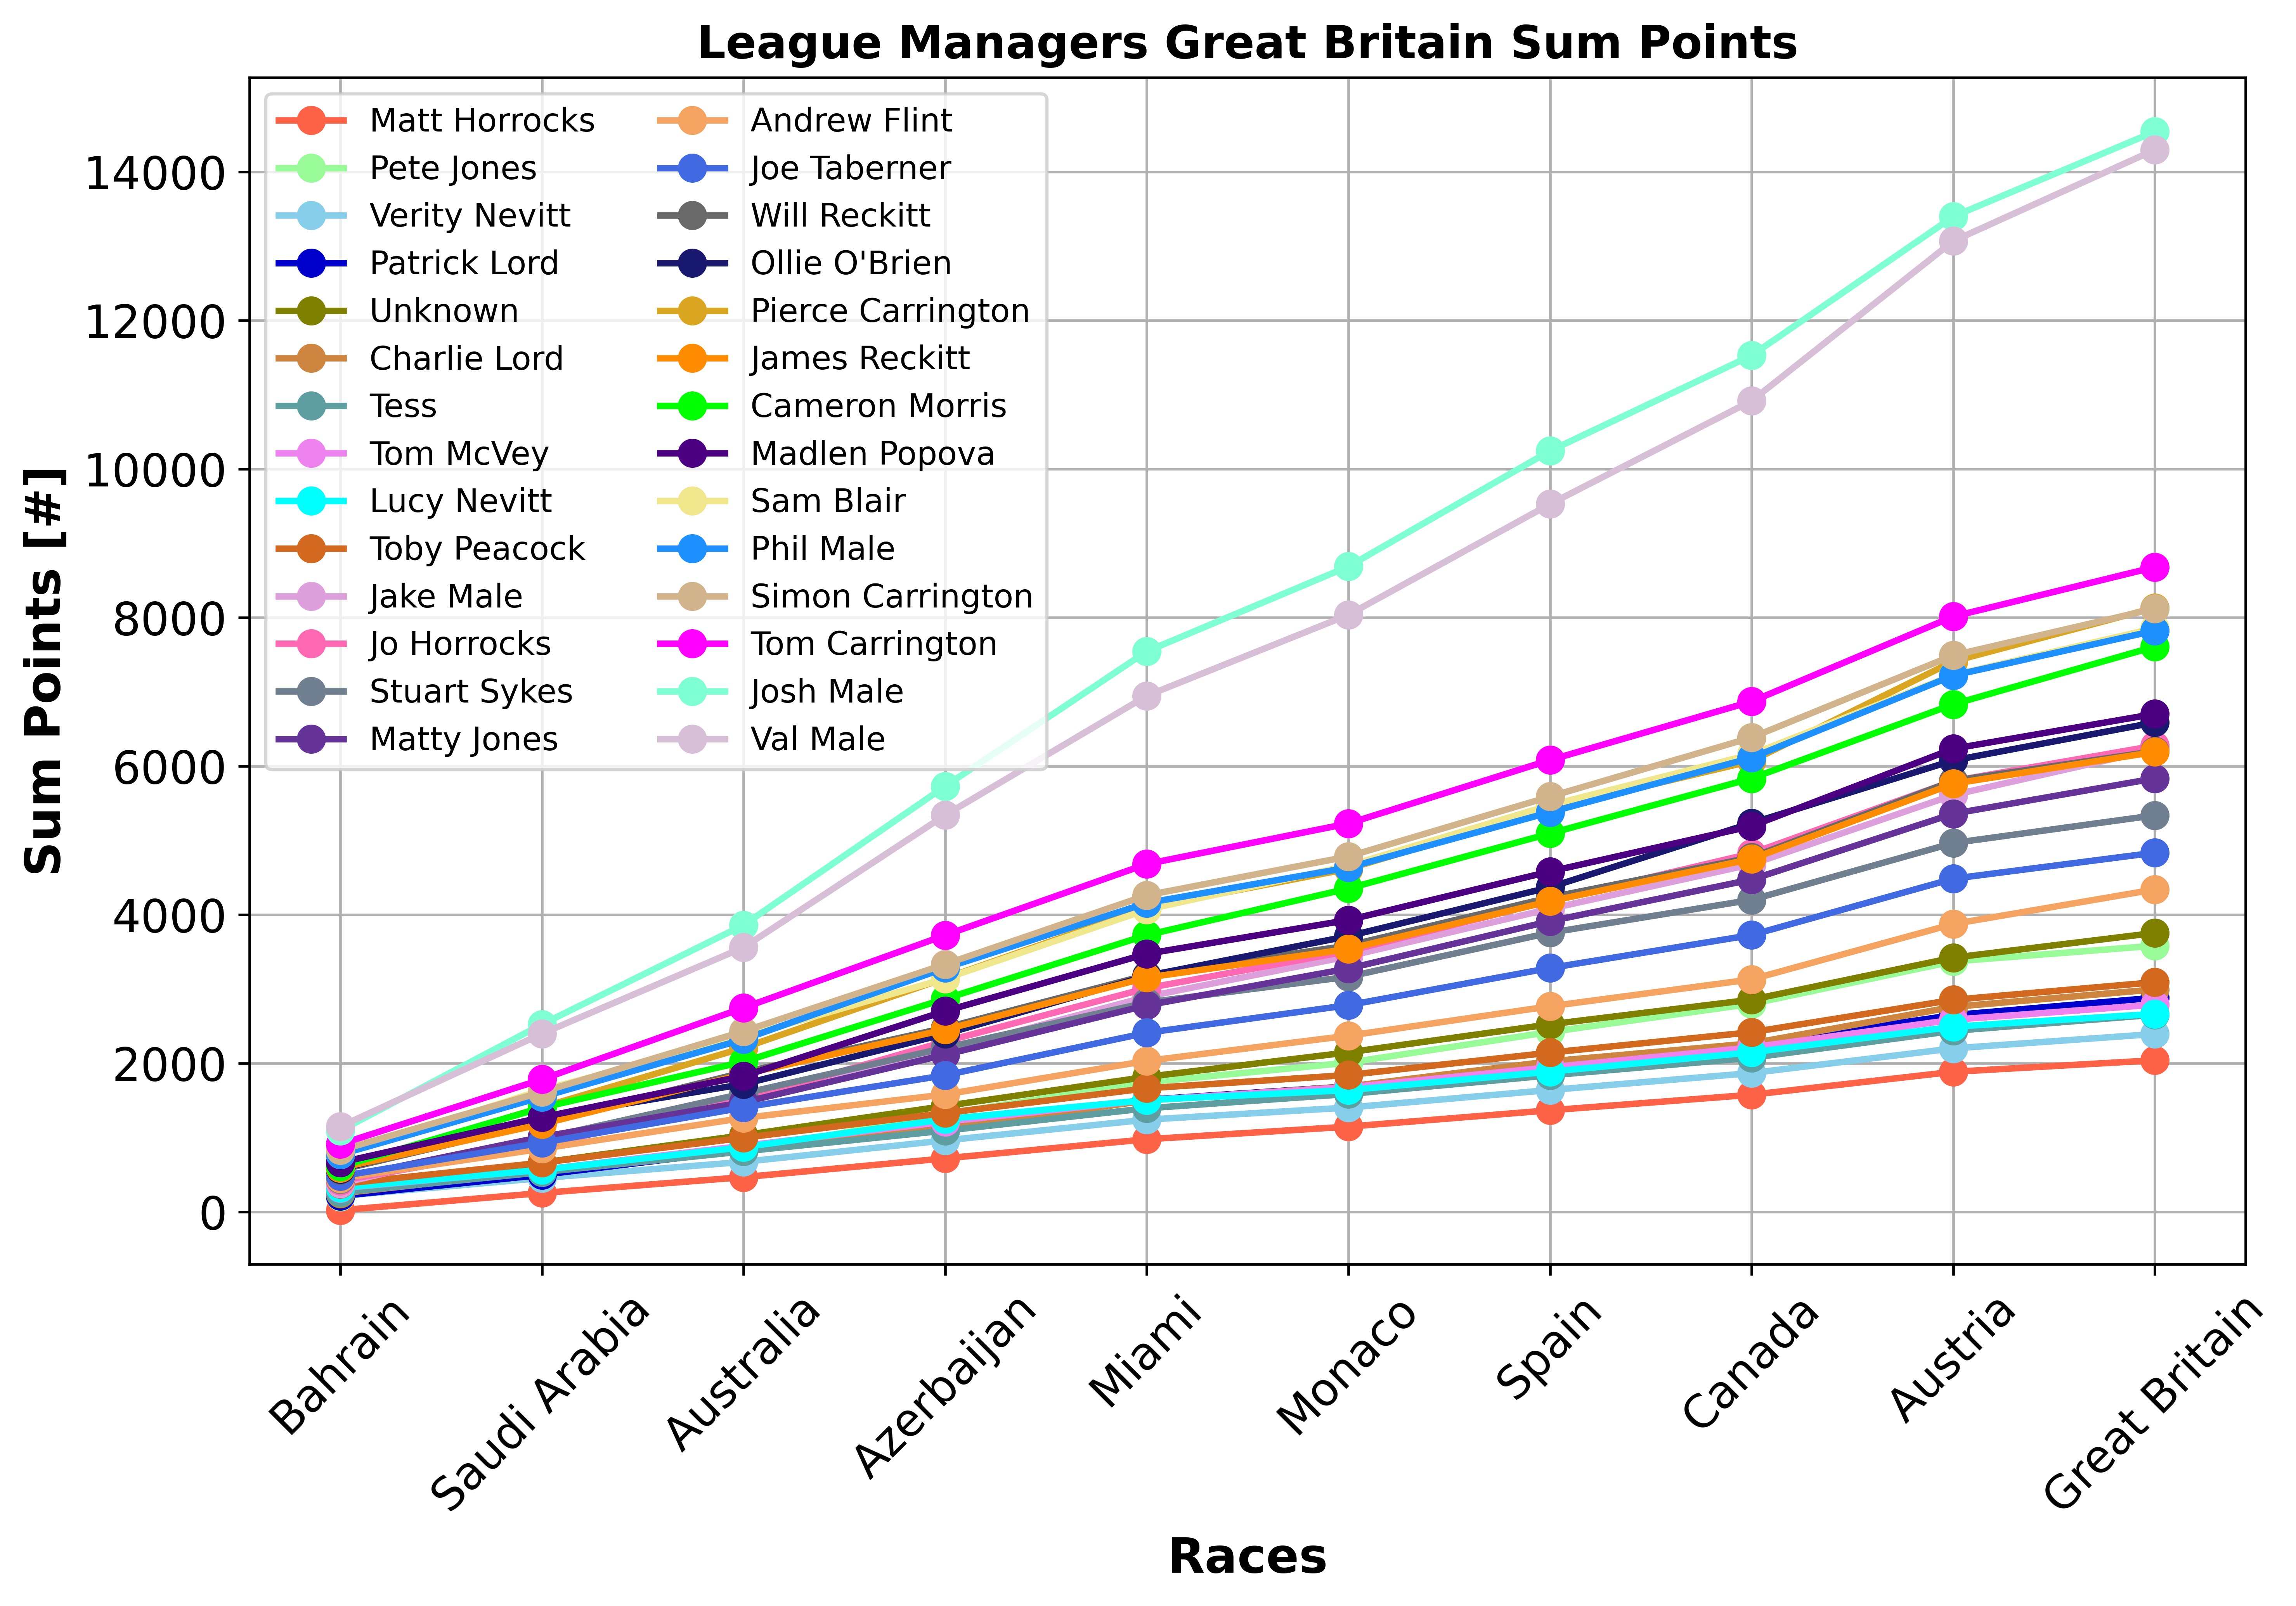 League Managers Great Britain Sum Points
Sum Points [#]
14000
12000
10000
8000
6000
4000
2000
0
Matt Horrocks
Pete Jones
Verity Nevitt
Patrick Lord
Unknown
Charlie Lord
Tess
Tom McVey
Lucy Nevitt
Toby Peacock
Jake Male
Jo Horrocks
Stuart Sykes
Matty Jones
Andrew Flint
Joe Taberner
Will Reckitt
Ollie O'Brien
Pierce Carrington
James Reckitt
Cameron Morris
Madlen Popova
Sam Blair
Phil Male
Simon Carrington
Tom Carrington
Josh Male
Val Male
Bahrain
Saudi Arabia
Australia
Azerbaijan
Miami
Monaco
Spain
Canada
Austria
Great Britain
Races